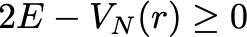 2E − V_N(r) ≥ 0